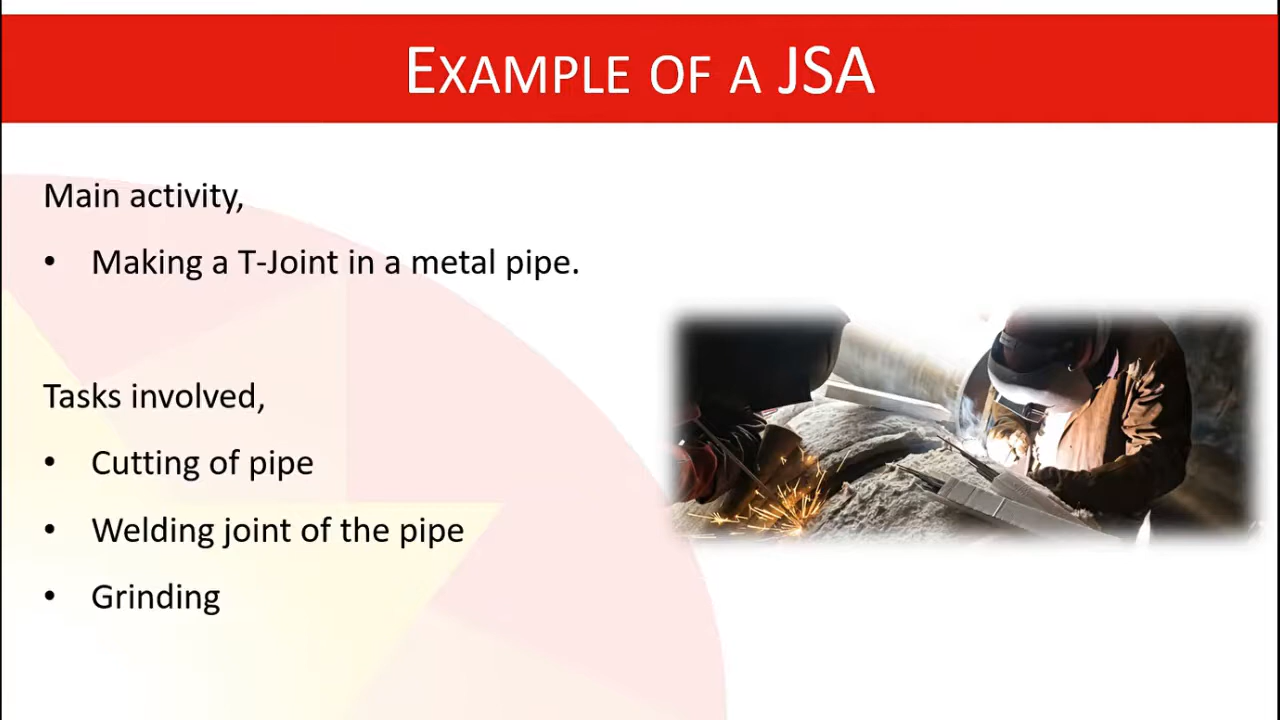 EXAMPLE OF A JSA
Main activity,
• Making a T-Joint in a metal pipe.
Tasks involved,
• Cutting of pipe
• Welding joint of the pipe
• Grinding